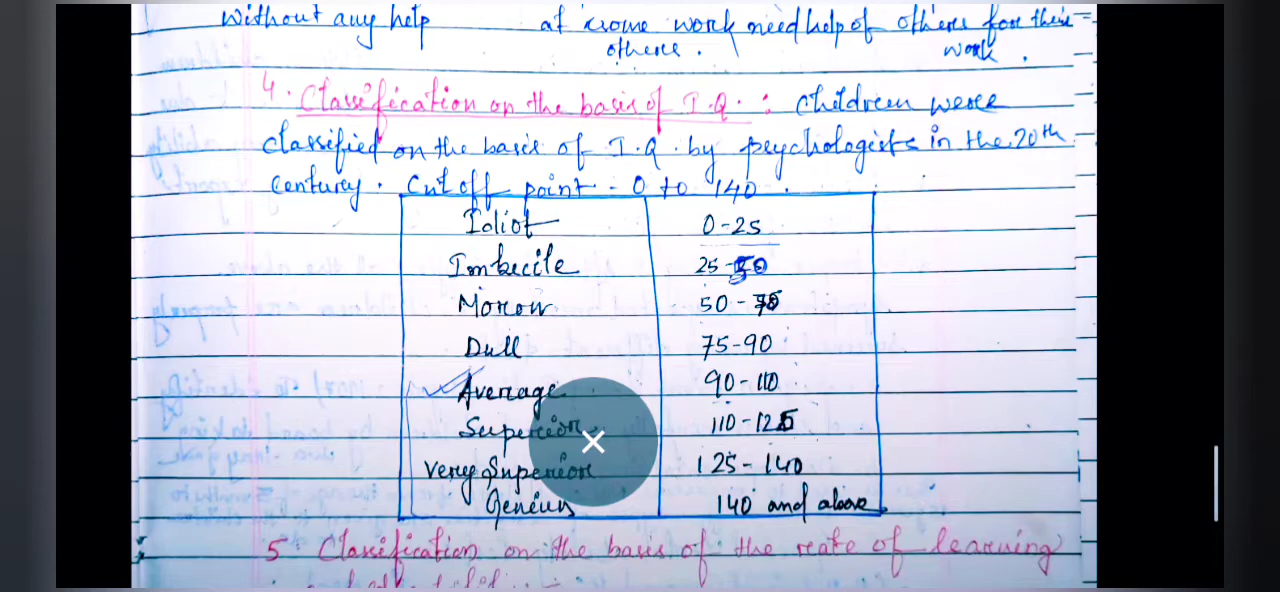 without any help at some work need help of others for their
others. work.
4. Classification on the basis of I.Q. : Children were
classified on the basis of I.Q. by psychologists in the 20th
century. Cut off point - 0 to 140.
Idiot 0-25
Imbecile 25-50
Moron 50-75
Dull 75-90
Average 90-110
Superior 110-125
Very Superior 125-140
Genius 140 and above
5. Classification on the basis of the rate of learning